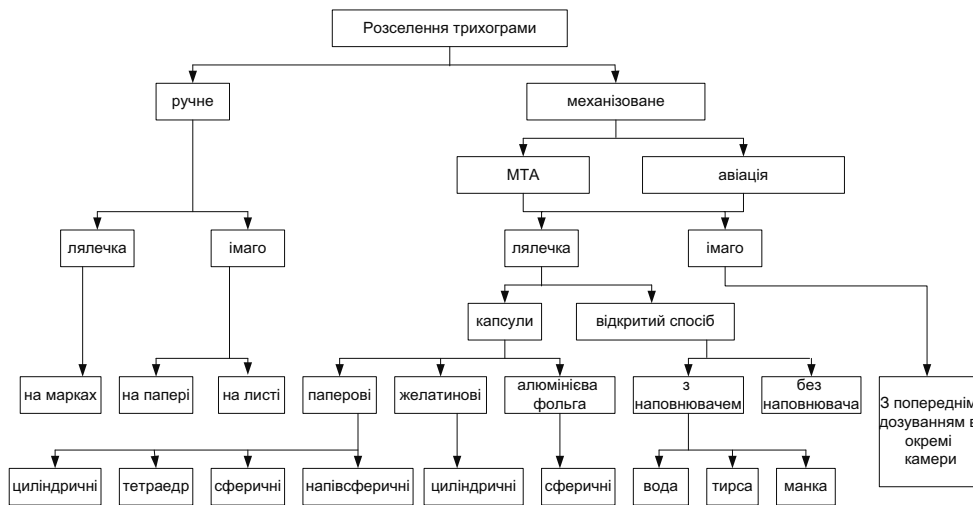 Розселення трихограми
ручне
механізоване
МТА
авіація
лялечка
імаго
лялечка
імаго
капсули
відкритий спосіб
на марках
на папері
на листі
паперові
желатинові
алюмінієва
фольга
з
наповнювачем
без
наповнювача
З попереднім
дозуванням в
окремі
камери
циліндричні
тетраедр
сферичні
напівсферичні
циліндричні
сферичні
вода
тирса
манка